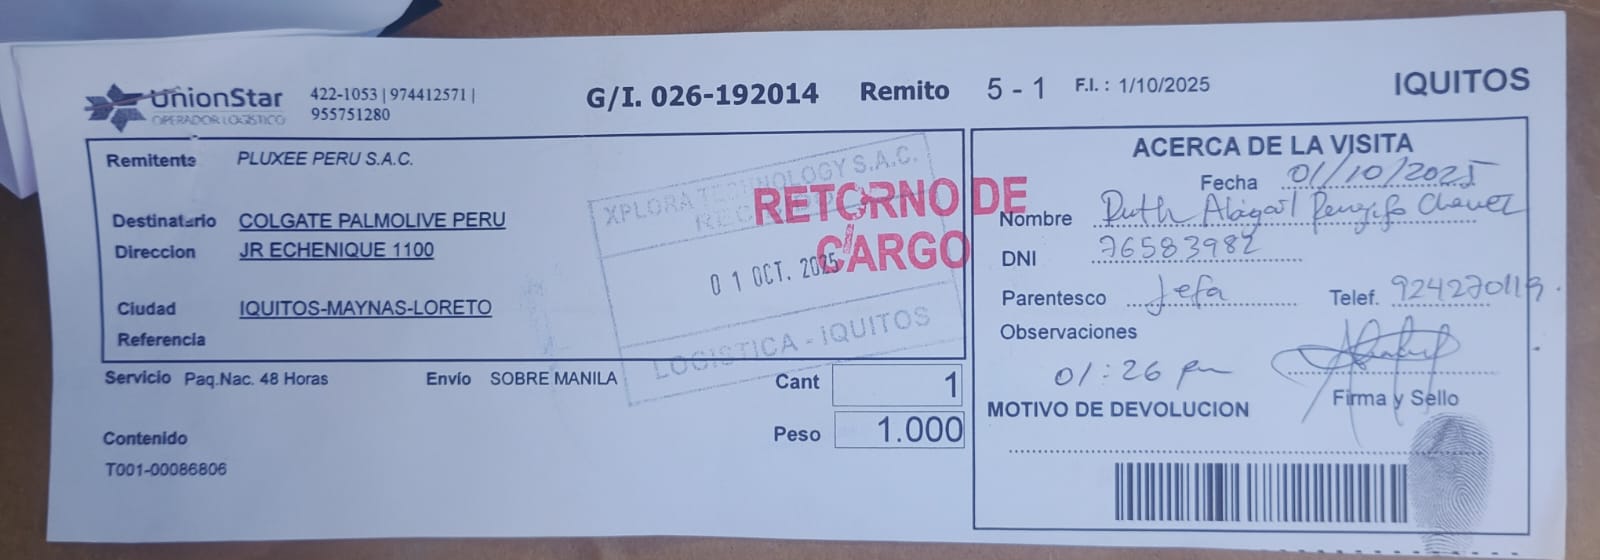 UnionStar
OPERADOR LOGÍSTICO
422-1053 | 974412571 |
955751280
G/I. 026-192014 Remito 5 - 1 F.I. : 1/10/2025 IQUITOS
Remitente PLUXEE PERU S.A.C.
Destinatario COLGATE PALMOLIVE PERU
Direccion JR ECHENIQUE 1100
Ciudad IQUITOS-MAYNAS-LORETO
Referencia
XPLORA TECHNOLOGY S.A.C.
01 OCT. 2025
LOGISTICA - IQUITOS
RETORNO DE
CARGO
Servicio Paq.Nac. 48 Horas Envío SOBRE MANILA Cant 1
Peso 1.000
Contenido
T001-00086806
ACERCA DE LA VISITA
Fecha 01/10/2025
Nombre Ruth Abigail Rengifo Chavez
DNI 76583982
Parentesco Jefa Telef. 924270119
Observaciones
01:26 pm
Firma y Sello
MOTIVO DE DEVOLUCION